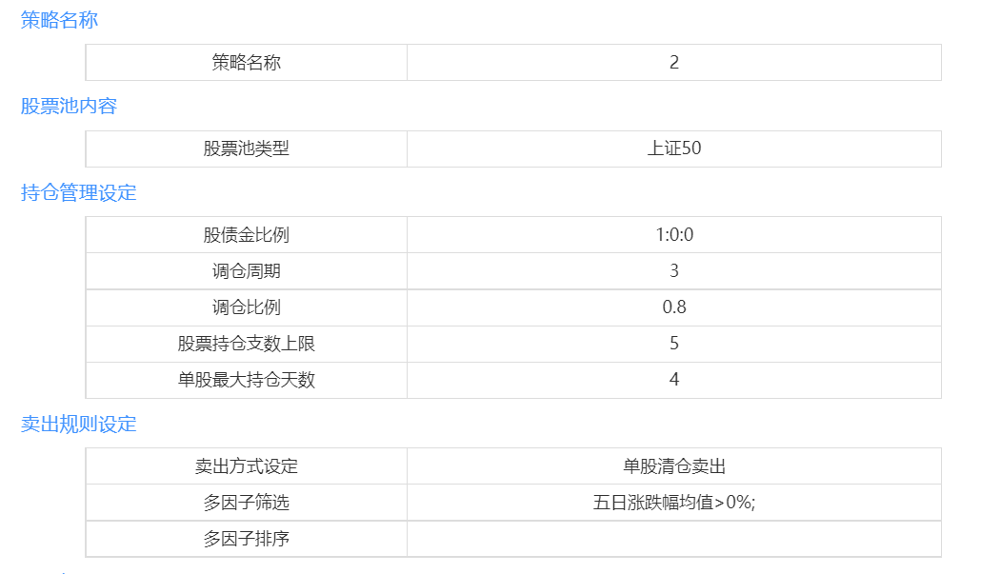 策略名称
策略名称 2
股票池内容
股票池类型 上证50
持仓管理设定
股债金比例 1:0:0
调仓周期 3
调仓比例 0.8
股票持仓支数上限 5
单股最大持仓天数 4
卖出规则设定
卖出方式设定 单股清仓卖出
多因子筛选 五日涨跌幅均值>0%;
多因子排序